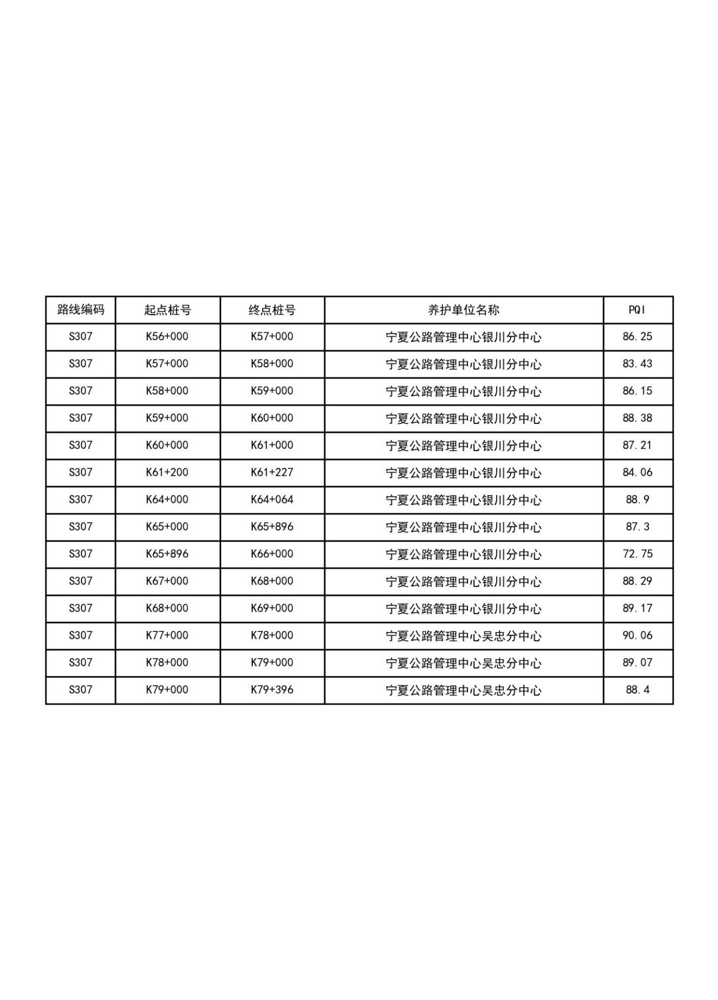 路线编码 起点桩号 终点桩号 养护单位名称 PQI
S307 K56+000 K57+000 宁夏公路管理中心银川分中心 86.25
S307 K57+000 K58+000 宁夏公路管理中心银川分中心 83.43
S307 K58+000 K59+000 宁夏公路管理中心银川分中心 86.15
S307 K59+000 K60+000 宁夏公路管理中心银川分中心 88.38
S307 K60+000 K61+000 宁夏公路管理中心银川分中心 87.21
S307 K61+200 K61+227 宁夏公路管理中心银川分中心 84.06
S307 K64+000 K64+064 宁夏公路管理中心银川分中心 88.9
S307 K65+000 K65+896 宁夏公路管理中心银川分中心 87.3
S307 K65+896 K66+000 宁夏公路管理中心银川分中心 72.75
S307 K67+000 K68+000 宁夏公路管理中心银川分中心 88.29
S307 K68+000 K69+000 宁夏公路管理中心银川分中心 89.17
S307 K77+000 K78+000 宁夏公路管理中心吴忠分中心 90.06
S307 K78+000 K79+000 宁夏公路管理中心吴忠分中心 89.07
S307 K79+000 K79+396 宁夏公路管理中心吴忠分中心 88.4